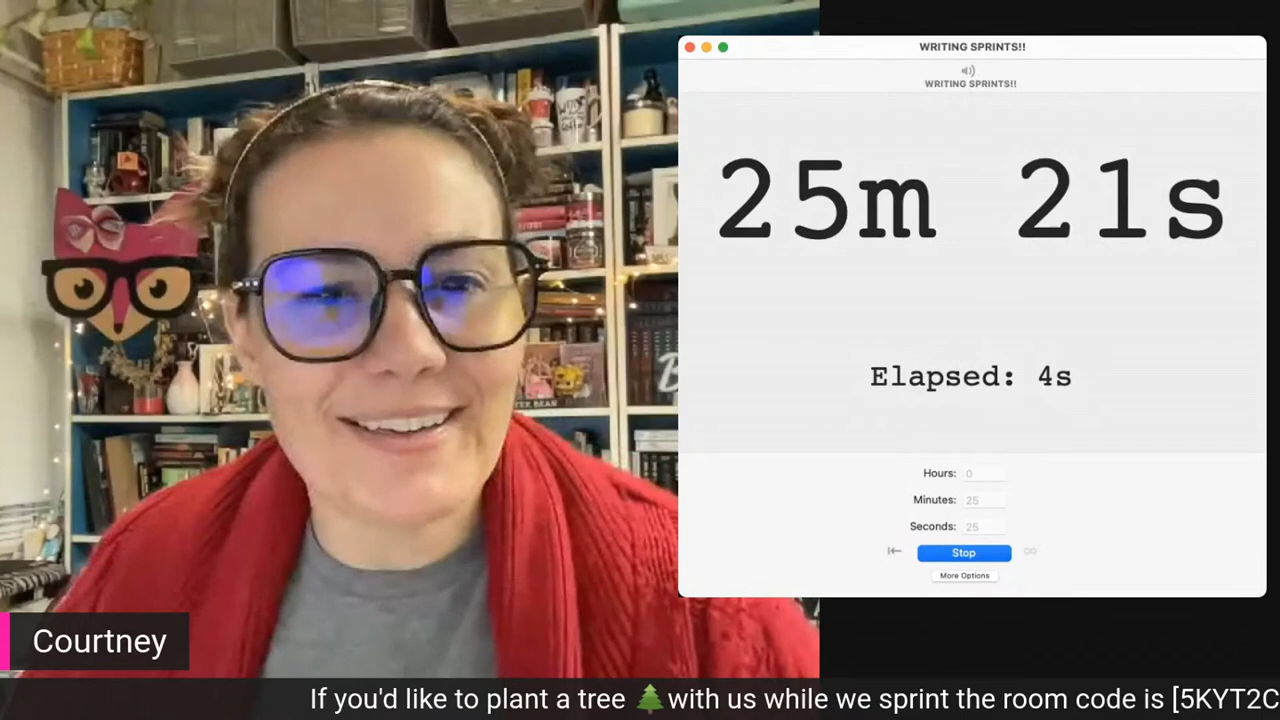 WRITING SPRINTS!!
WRITING SPRINTS!!
25m 21s
Elapsed: 4s
Hours: 0
Minutes: 25
Seconds: 25
Stop
More Options
Courtney
If you'd like to plant a tree 🌲with us while we sprint the room code is [5KYT2C